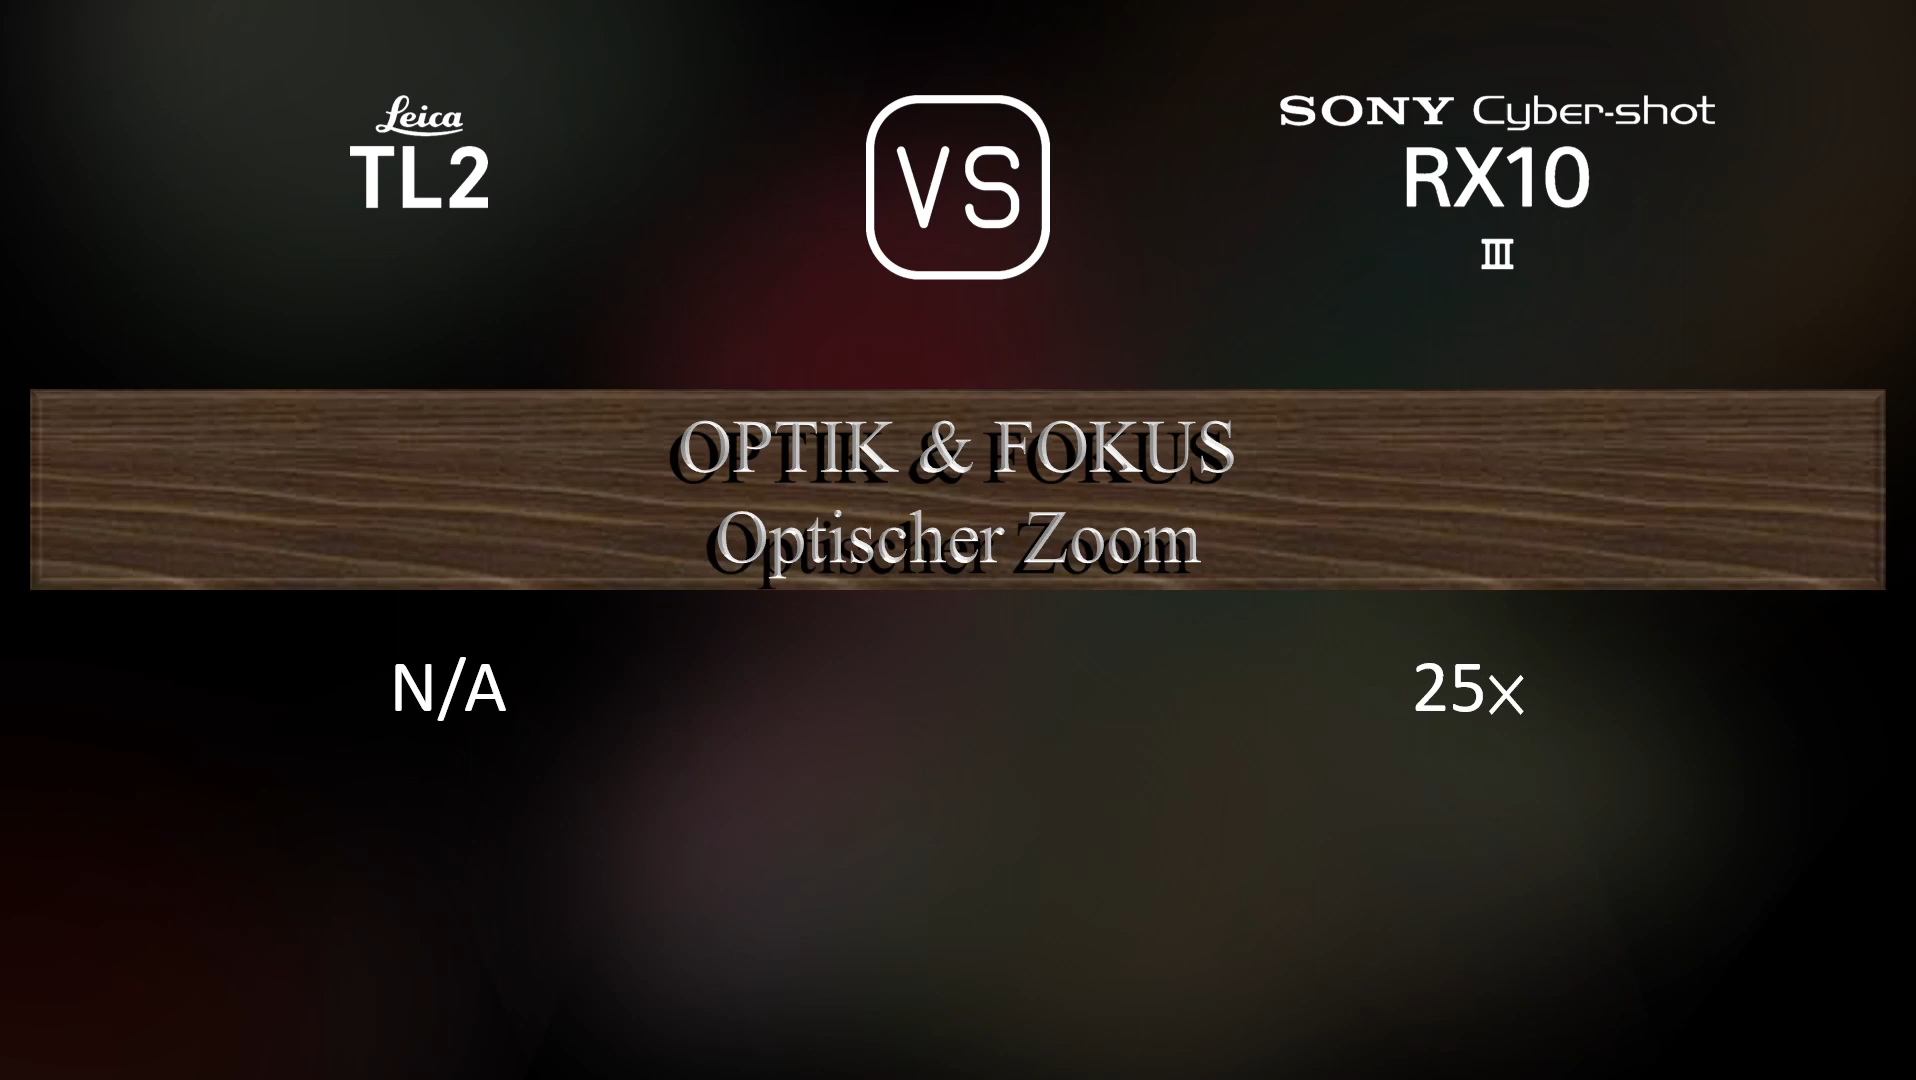 Leica
TL2
VS
SONY Cyber-shot
RX10
III
OPTIK & FOKUS
Optischer Zoom
N/A
25x